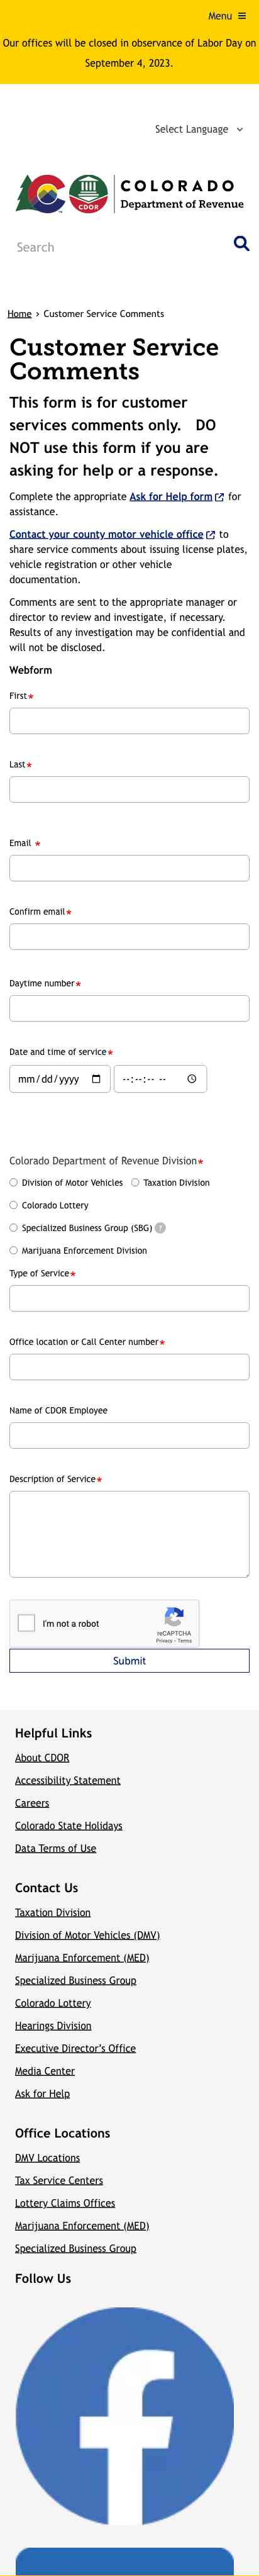 Menu ≡
Our offices will be closed in observance of Labor Day on
September 4, 2023.
Select Language
CDOR
COLORADO
Department of Revenue
Search
Home › Customer Service Comments
Customer Service
Comments
This form is for customer
services comments only. DO
NOT use this form if you are
asking for help or a response.
Complete the appropriate Ask for Help form for
assistance.
Contact your county motor vehicle office to
share service comments about issuing license plates,
vehicle registration or other vehicle
documentation.
Comments are sent to the appropriate manager or
director to review and investigate, if necessary.
Results of any investigation may be confidential and
will not be disclosed.
Webform
First*
Last*
Email *
Confirm email*
Daytime number*
Date and time of service*
mm/dd/yyyy --:--:-- --
Colorado Department of Revenue Division*
Division of Motor Vehicles Taxation Division
Colorado Lottery
Specialized Business Group (SBG) ?
Marijuana Enforcement Division
Type of Service*
Office location or Call Center number*
Name of CDOR Employee
Description of Service*
I'm not a robot
reCAPTCHA
Privacy - Terms
Submit
Helpful Links
About CDOR
Accessibility Statement
Careers
Colorado State Holidays
Data Terms of Use
Contact Us
Taxation Division
Division of Motor Vehicles (DMV)
Marijuana Enforcement (MED)
Specialized Business Group
Colorado Lottery
Hearings Division
Executive Director's Office
Media Center
Ask for Help
Office Locations
DMV Locations
Tax Service Centers
Lottery Claims Offices
Marijuana Enforcement (MED)
Specialized Business Group
Follow Us